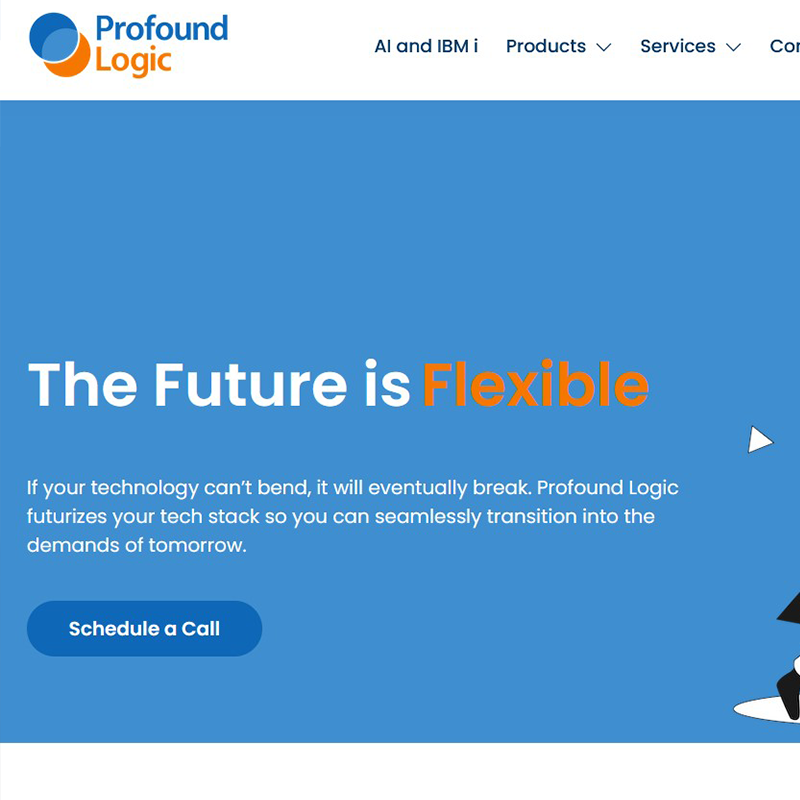 Profound
Logic
AI and IBM i Products Services
The Future is Flexible
If your technology can’t bend, it will eventually break. Profound Logic
futurizes your tech stack so you can seamlessly transition into the
demands of tomorrow.
Schedule a Call